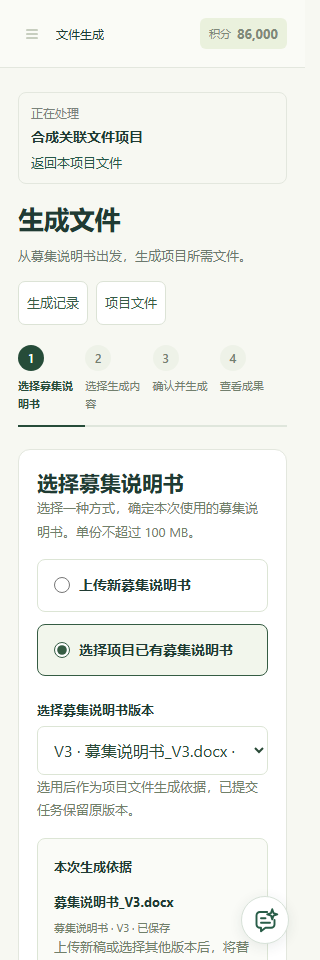 文件生成
积分 86,000
正在处理
合成关联文件项目
返回本项目文件
生成文件
从募集说明书出发，生成项目所需文件。
生成记录
项目文件
1
2
3
4
选择募集说
明书
选择生成内
容
确认并生成
查看成果
选择募集说明书
选择一种方式，确定本次使用的募集说
明书。单份不超过 100 MB。
上传新募集说明书
选择项目已有募集说明书
选择募集说明书版本
V3 · 募集说明书_V3.docx ·
选用后作为项目文件生成依据，已提交
任务保留原版本。
本次生成依据
募集说明书_V3.docx
募集说明书 · V3 · 已保存
上传新稿或选择其他版本后，将替